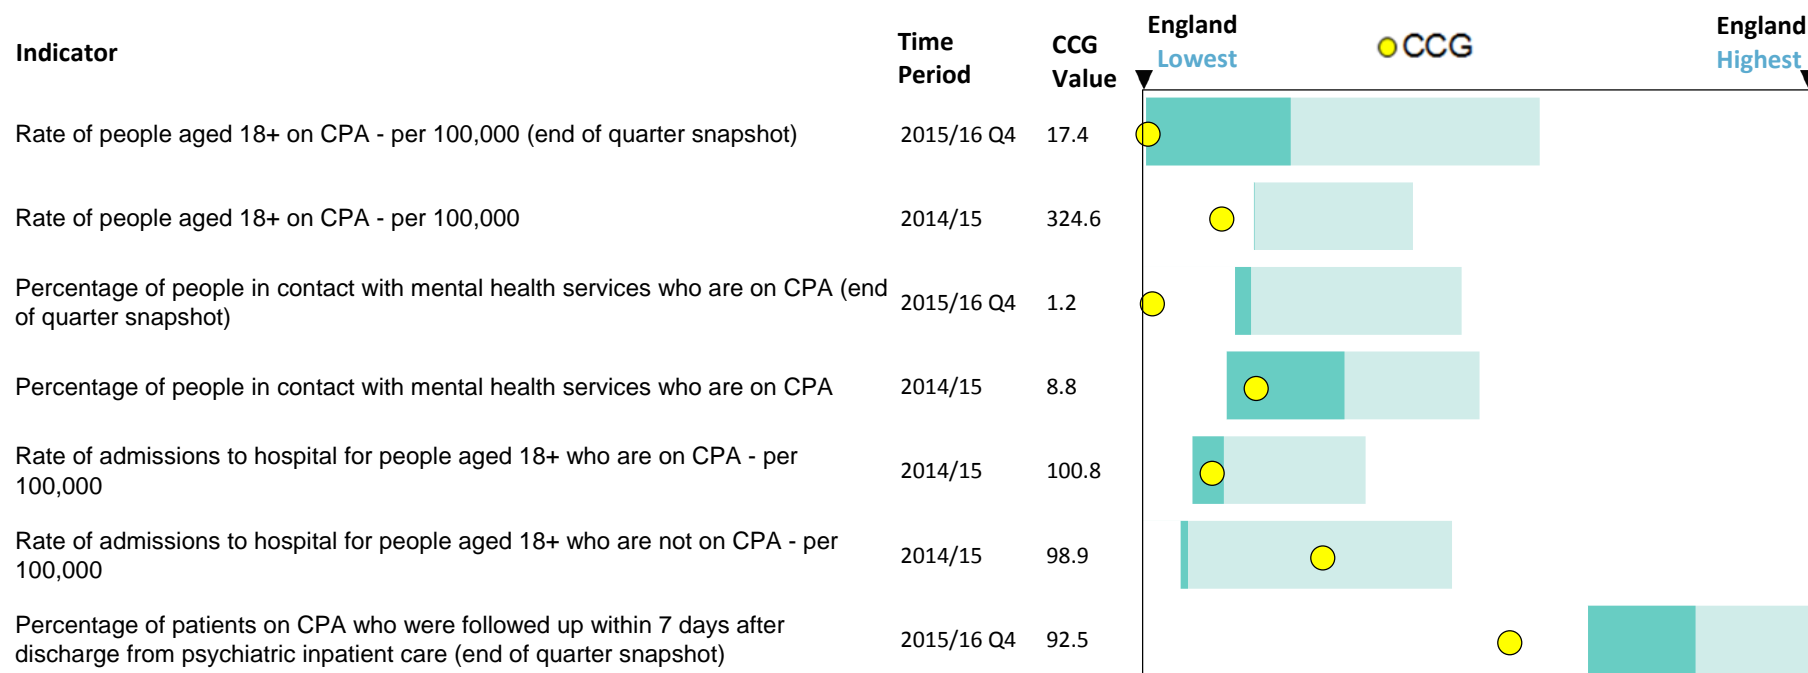 Indicator
Time
Period
CCG
Value
England
Lowest
CCG
England
Highest
Rate of people aged 18+ on CPA - per 100,000 (end of quarter snapshot) 2015/16 Q4 17.4
Rate of people aged 18+ on CPA - per 100,000 2014/15 324.6
Percentage of people in contact with mental health services who are on CPA (end
of quarter snapshot)
2015/16 Q4 1.2
Percentage of people in contact with mental health services who are on CPA 2014/15 8.8
Rate of admissions to hospital for people aged 18+ who are on CPA - per
100,000
2014/15 100.8
Rate of admissions to hospital for people aged 18+ who are not on CPA - per
100,000
2014/15 98.9
Percentage of patients on CPA who were followed up within 7 days after
discharge from psychiatric inpatient care (end of quarter snapshot)
2015/16 Q4 92.5